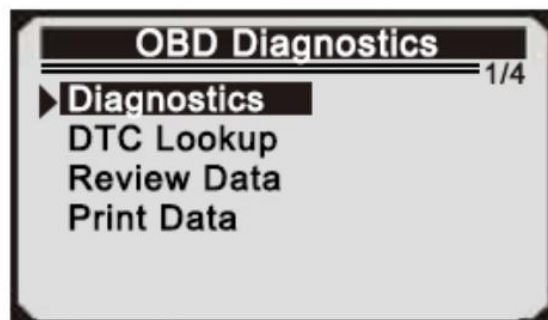 OBD Diagnostics
1/4
Diagnostics
DTC Lookup
Review Data
Print Data